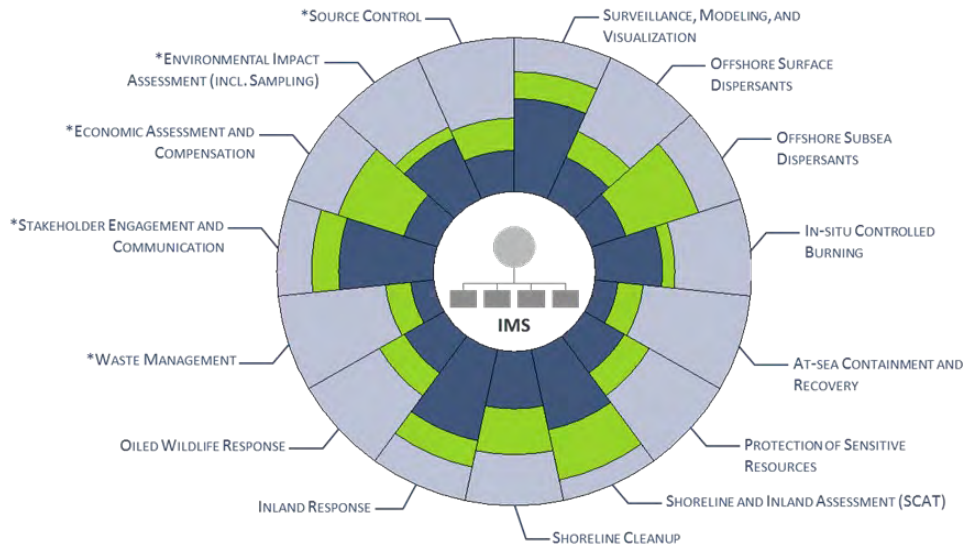 *SOURCE CONTROL
SURVEILLANCE, MODELING, AND
VISUALIZATION
*ENVIRONMENTAL IMPACT
ASSESSMENT (INCL. SAMPLING)
OFFSHORE SURFACE
DISPERSANTS
*ECONOMIC ASSESSMENT AND
COMPENSATION
OFFSHORE SUBSEA
DISPERSANTS
*STAKEHOLDER ENGAGEMENT AND
COMMUNICATION
IN-SITU CONTROLLED
BURNING
IMS
*WASTE MANAGEMENT
AT-SEA CONTAINMENT AND
RECOVERY
OILED WILDLIFE RESPONSE
PROTECTION OF SENSITIVE
RESOURCES
INLAND RESPONSE
SHORELINE AND INLAND ASSESSMENT (SCAT)
SHORELINE CLEANUP